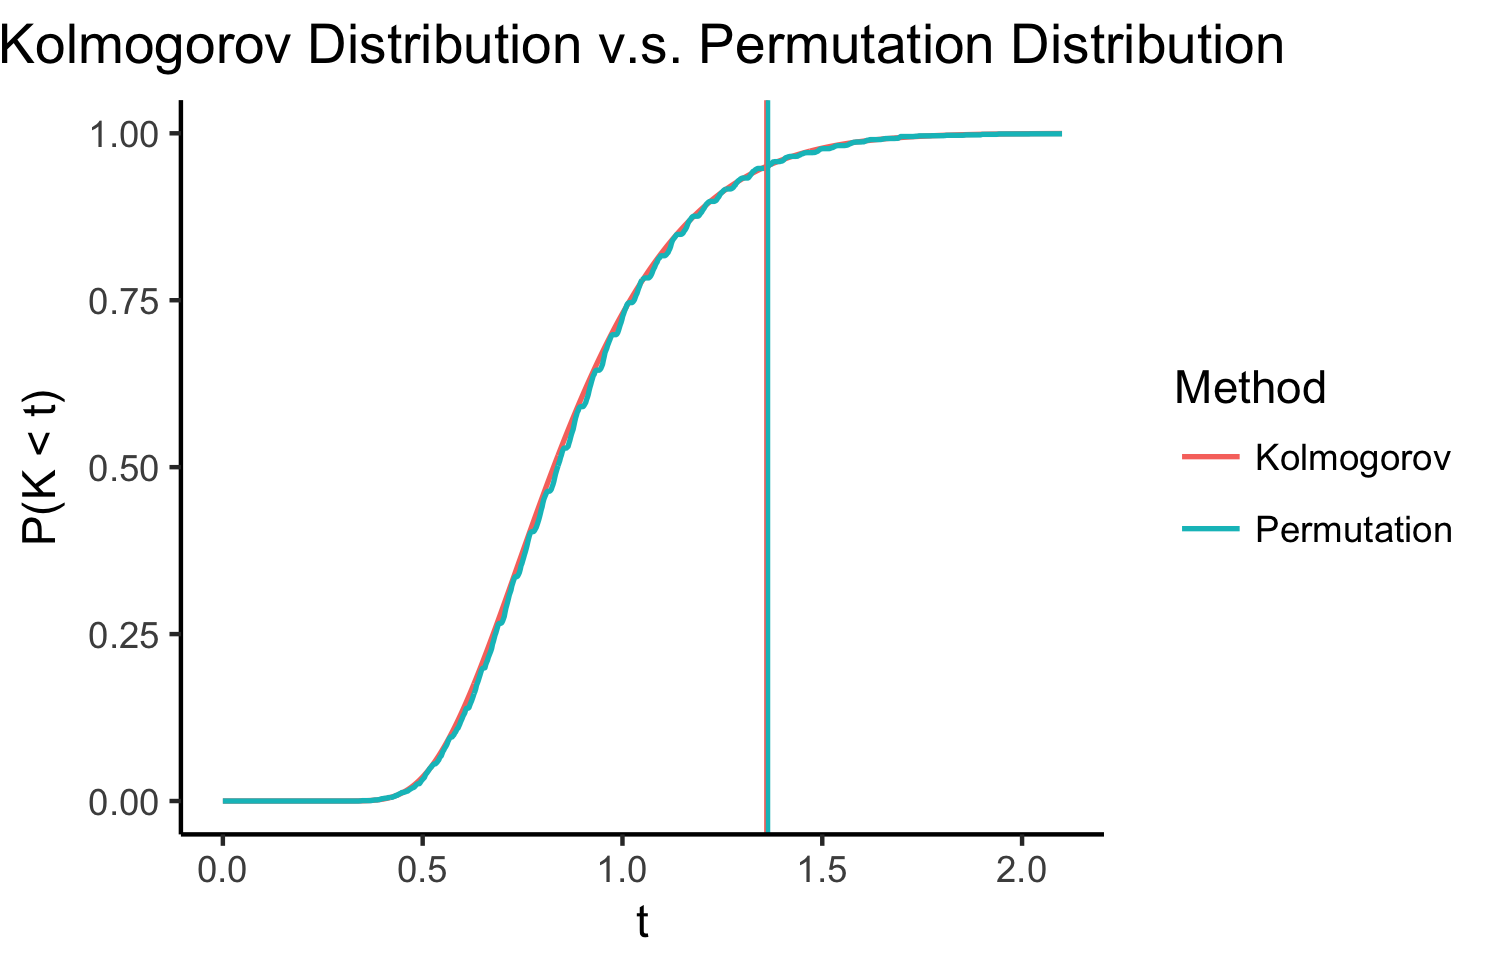 Kolmogorov Distribution v.s. Permutation Distribution
1.00
0.75
0.50
0.25
0.00
P(K < t)
0.0 0.5 1.0 1.5 2.0
t
Method
Kolmogorov
Permutation